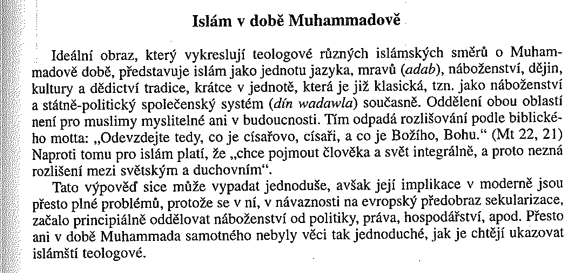 Islám v době Muhammadově
Ideální obraz, který vykreslují teologové různých islámských směrů o Muham-
madově době, představuje islám jako jednotu jazyka, mravů (adab), náboženství, dějin,
kultury a dědictví tradice, krátce v jednotě, která je již klasická, tzn. jako náboženství
a státně-politický společenský systém (dín wadawla) současně. Oddělení obou oblastí
není pro muslimy myslitelné ani v budoucnosti. Tím odpadá rozlišování podle biblické-
ho motta: „Odevzdejte tedy, co je císařovo, císaři, a co je Božího, Bohu.“ (Mt 22, 21)
Naproti tomu pro islám platí, že „chce pojmout člověka a svět integrálně, a proto nezná
rozlišení mezi světským a duchovním“.
Tato výpověď sice může vypadat jednoduše, avšak její implikace v moderně jsou
přesto plné problémů, protože se v ní, v návaznosti na evropský předobraz sekularizace,
začalo principiálně oddělovat náboženství od politiky, práva, hospodářství, apod. Přesto
ani v době Muhammada samotného nebyly věci tak jednoduché, jak je chtějí ukazovat
islámští teologové.